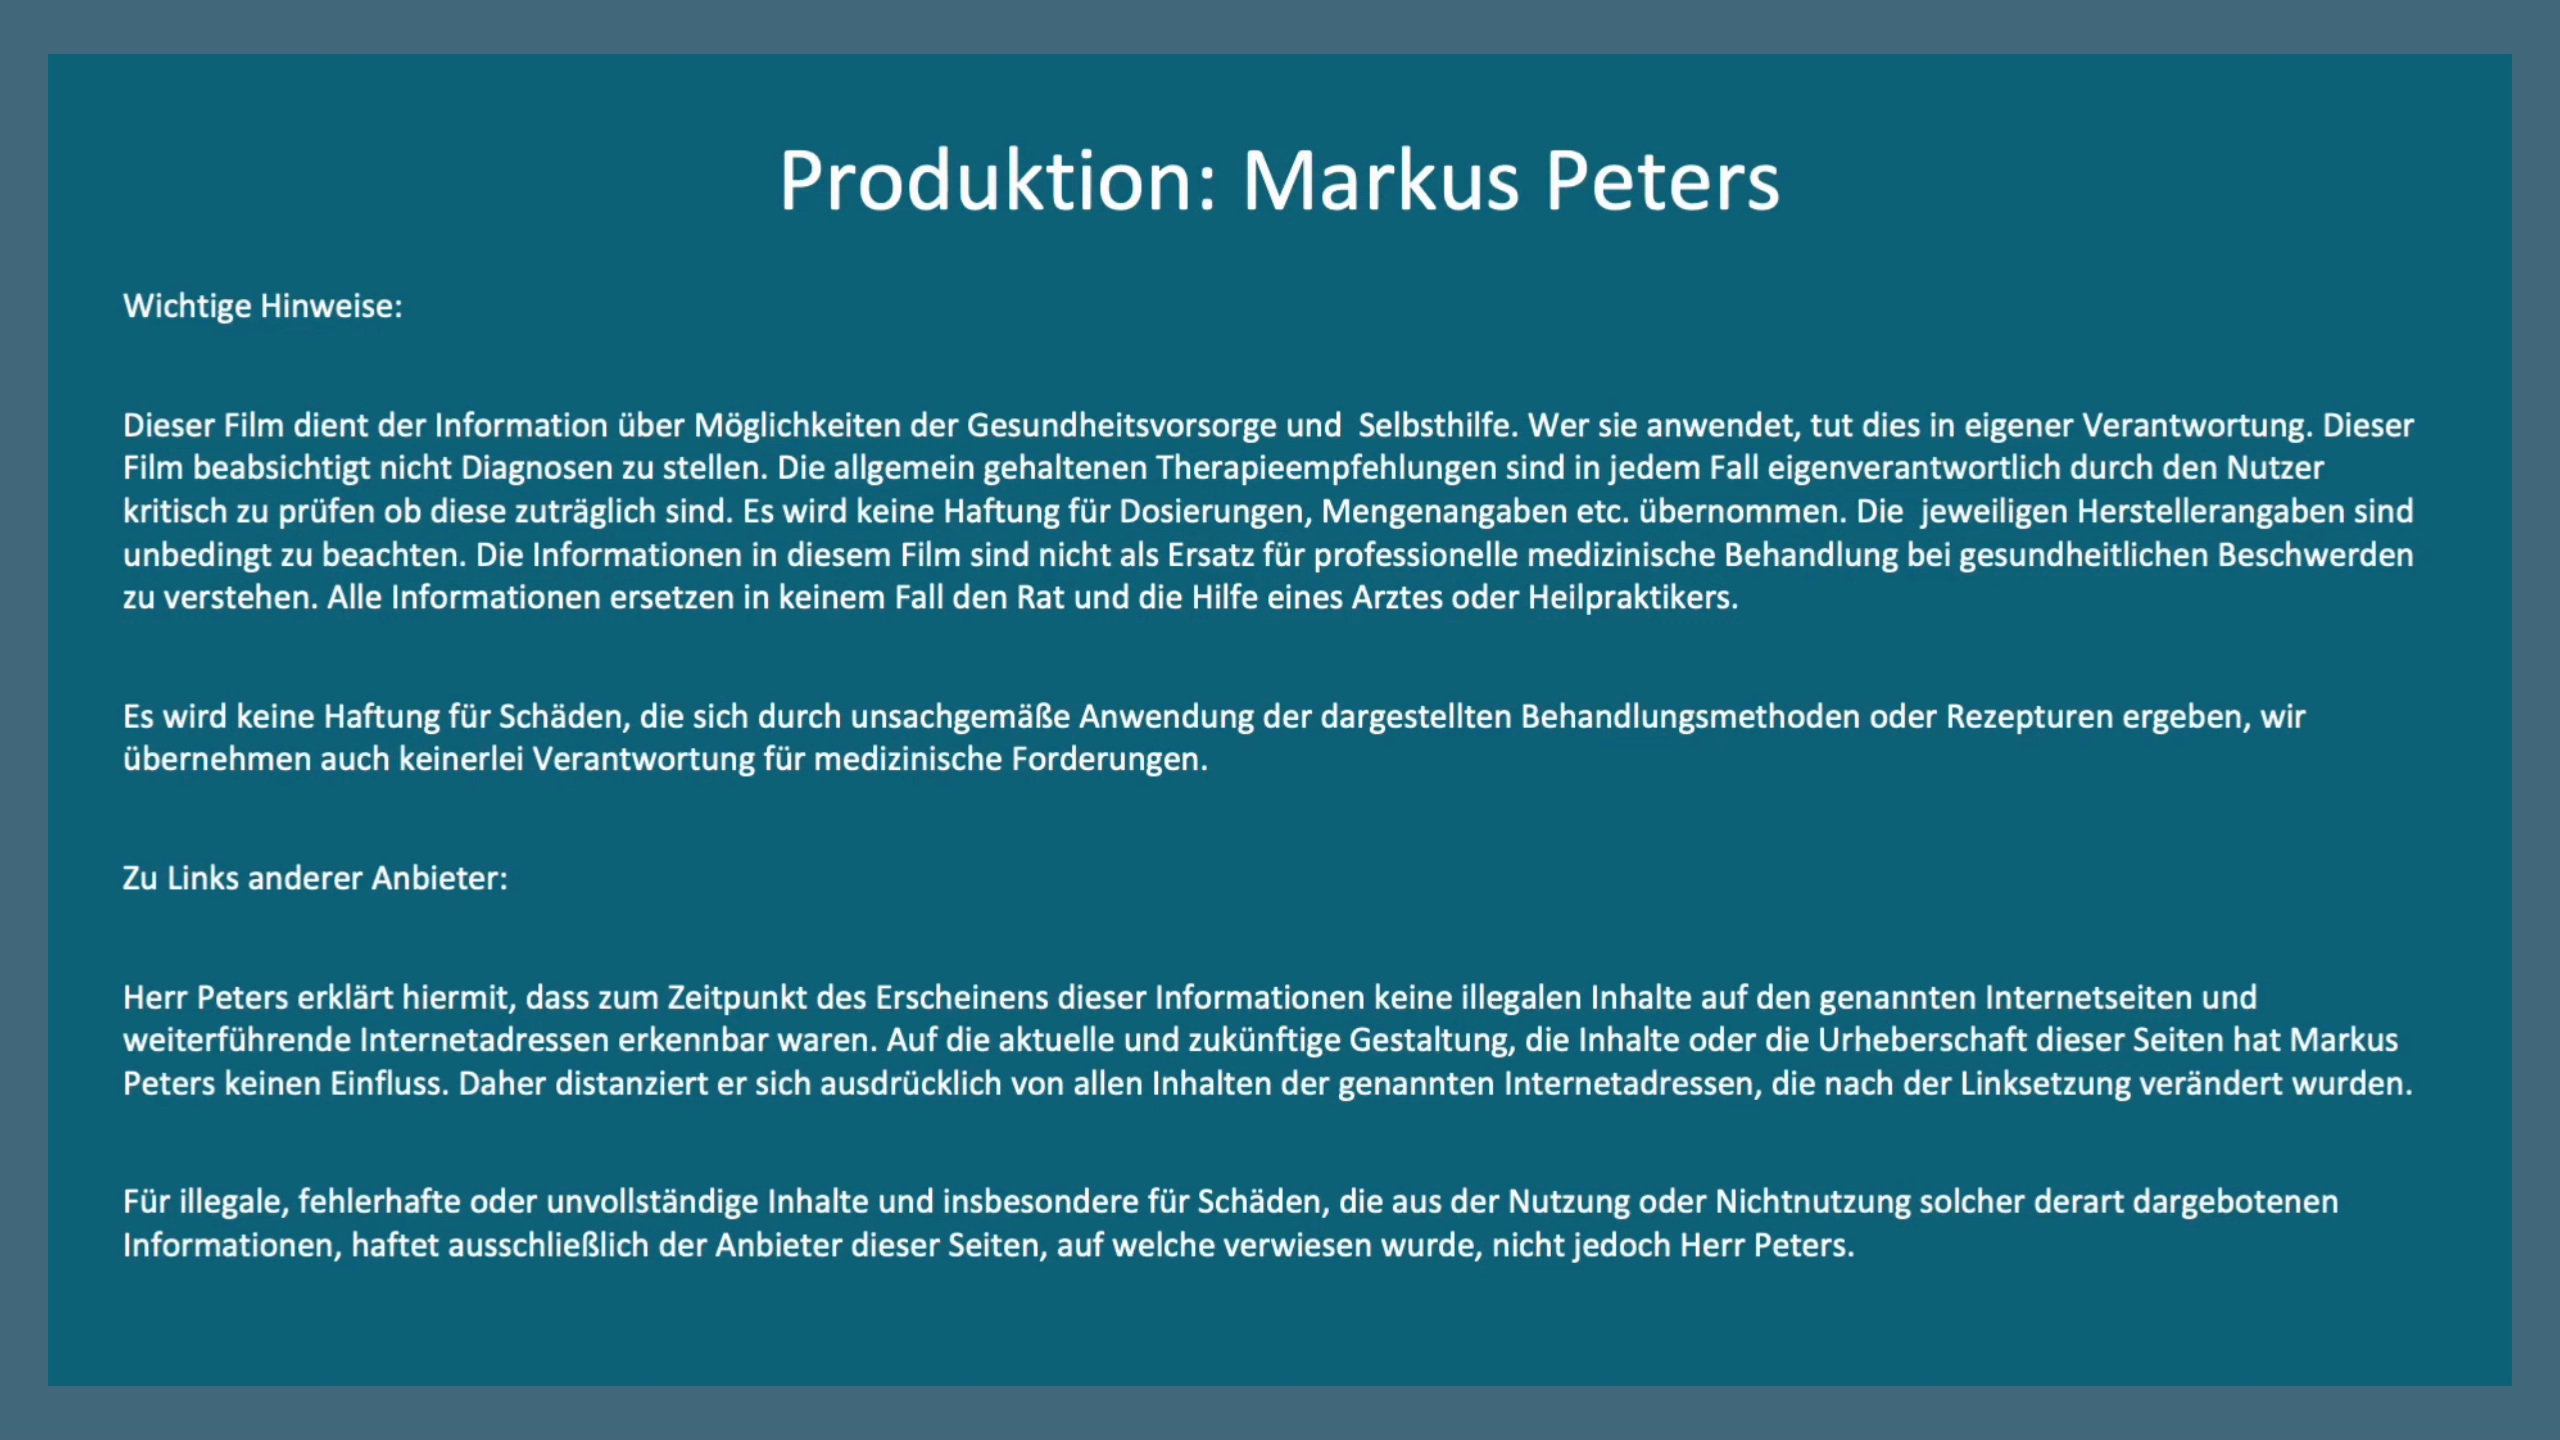 Produktion: Markus Peters
Wichtige Hinweise:
Dieser Film dient der Information über Möglichkeiten der Gesundheitsvorsorge und  Selbsthilfe. Wer sie anwendet, tut dies in eigener Verantwortung. Dieser
Film beabsichtigt nicht Diagnosen zu stellen. Die allgemein gehaltenen Therapieempfehlungen sind in jedem Fall eigenverantwortlich durch den Nutzer
kritisch zu prüfen ob diese zuträglich sind. Es wird keine Haftung für Dosierungen, Mengenangaben etc. übernommen. Die  jeweiligen Herstellerangaben sind
unbedingt zu beachten. Die Informationen in diesem Film sind nicht als Ersatz für professionelle medizinische Behandlung bei gesundheitlichen Beschwerden
zu verstehen. Alle Informationen ersetzen in keinem Fall den Rat und die Hilfe eines Arztes oder Heilpraktikers.
Es wird keine Haftung für Schäden, die sich durch unsachgemäße Anwendung der dargestellten Behandlungsmethoden oder Rezepturen ergeben, wir
übernehmen auch keinerlei Verantwortung für medizinische Forderungen.
Zu Links anderer Anbieter:
Herr Peters erklärt hiermit, dass zum Zeitpunkt des Erscheinens dieser Informationen keine illegalen Inhalte auf den genannten Internetseiten und
weiterführende Internetadressen erkennbar waren. Auf die aktuelle und zukünftige Gestaltung, die Inhalte oder die Urheberschaft dieser Seiten hat Markus
Peters keinen Einfluss. Daher distanziert er sich ausdrücklich von allen Inhalten der genannten Internetadressen, die nach der Linksetzung verändert wurden.
Für illegale, fehlerhafte oder unvollständige Inhalte und insbesondere für Schäden, die aus der Nutzung oder Nichtnutzung solcher derart dargebotenen
Informationen, haftet ausschließlich der Anbieter dieser Seiten, auf welche verwiesen wurde, nicht jedoch Herr Peters.